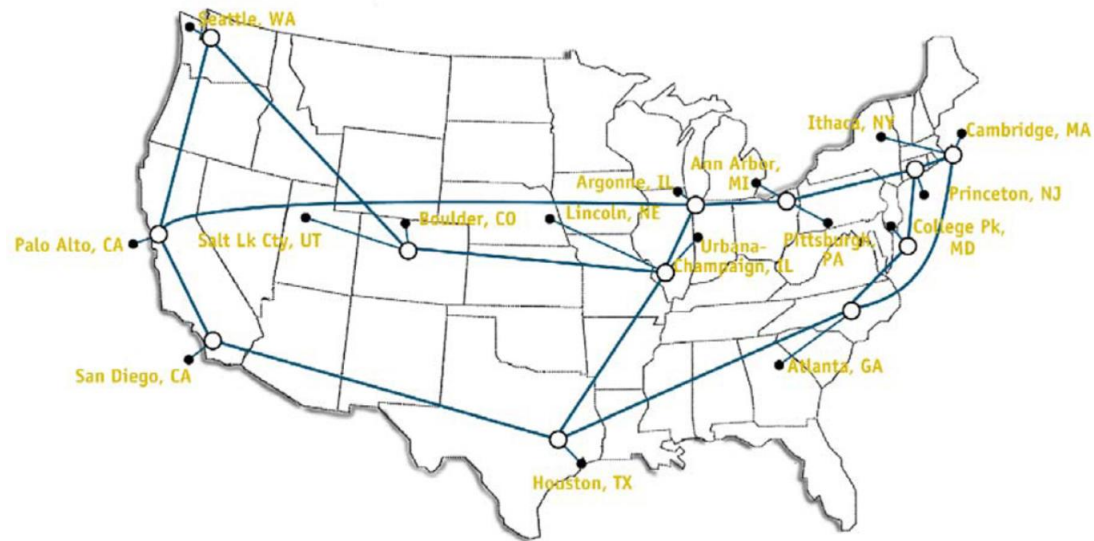 Seattle, WA
Ithaca, NY
Cambridge, MA
Ann Arbor,
MI
Argonne, IL
Princeton, NJ
Lincoln, NE
Boulder, CO
College Pk,
MD
Palo Alto, CA
Salt Lk Cty, UT
Urbana-
Champaign, IL
Pittsburgh,
PA
Atlanta, GA
San Diego, CA
Houston, TX